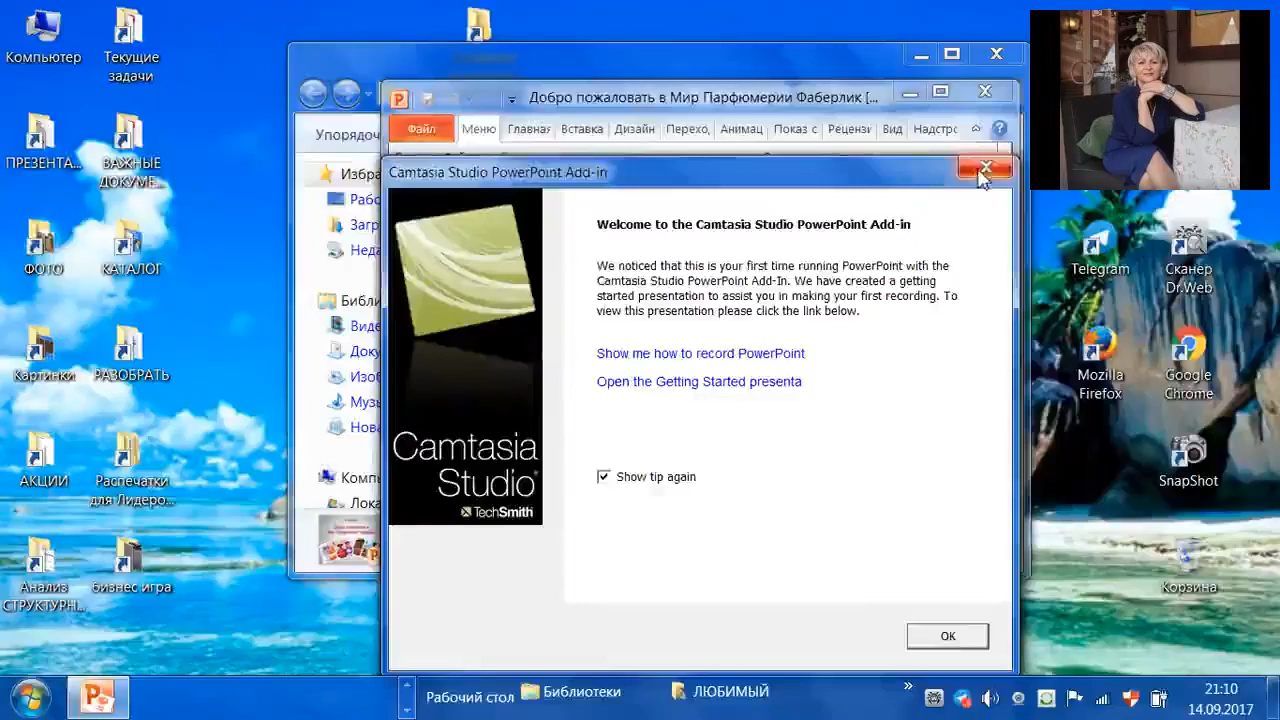 Компьютер
Текущие
задачи
ПРЕЗЕНТА...
ВАЖНЫЕ
ДОКУМЕ...
ФОТО
КАТАЛОГ
Картинки
РАЗОБРАТЬ
АКЦИИ
Распечатки
для Лидеро...
Анализ
СТРУКТУРН...
бизнес игра
Упорядоч
Избра
Рабо
Загр
Неда
Библи
Виде
Доку
Изоб
Музы
Нова
Комп
Лока
Добро пожаловать в Мир Парфюмерии Фаберлик [...
Файл Меню Главная Вставка Дизайн Перехо, Анимац Показ с Рецензи Вид Надстро
Camtasia Studio PowerPoint Add-in
Welcome to the Camtasia Studio PowerPoint Add-in
We noticed that this is your first time running PowerPoint with the
Camtasia Studio PowerPoint Add-In. We have created a getting
started presentation to assist you in making your first recording. To
view this presentation please click the link below.
Show me how to record PowerPoint
Open the Getting Started presenta
Show tip again
Camtasia
Studio
TechSmith
OK
Telegram
Сканер
Dr.Web
Mozilla
Firefox
Google
Chrome
SnapShot
Корзина
Рабочий стол
Библиотеки
ЛЮБИМЫЙ
»
21:10
14.09.2017